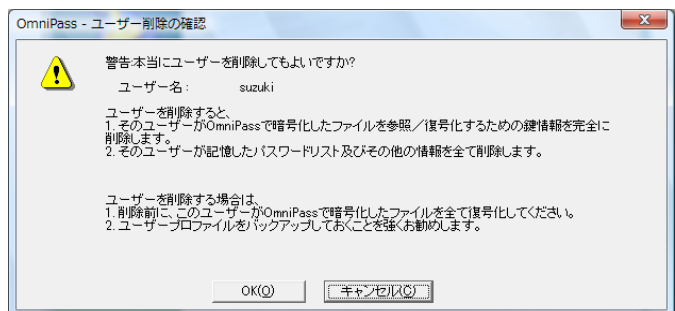 OmniPass - ユーザー削除の確認
警告:本当にユーザーを削除してもよいですか?
ユーザー名： suzuki
ユーザーを削除すると、
1. そのユーザーがOmniPassで暗号化したファイルを参照／復号化するための鍵情報を完全に
削除します。
2. そのユーザーが記憶したパスワードリスト及びその他の情報を全て削除します。
ユーザーを削除する場合は、
1. 削除前に、このユーザーがOmniPassで暗号化したファイルを全て復号化してください。
2. ユーザープロファイルをバックアップしておくことを強くお勧めします。
OK(O) キャンセル(C)